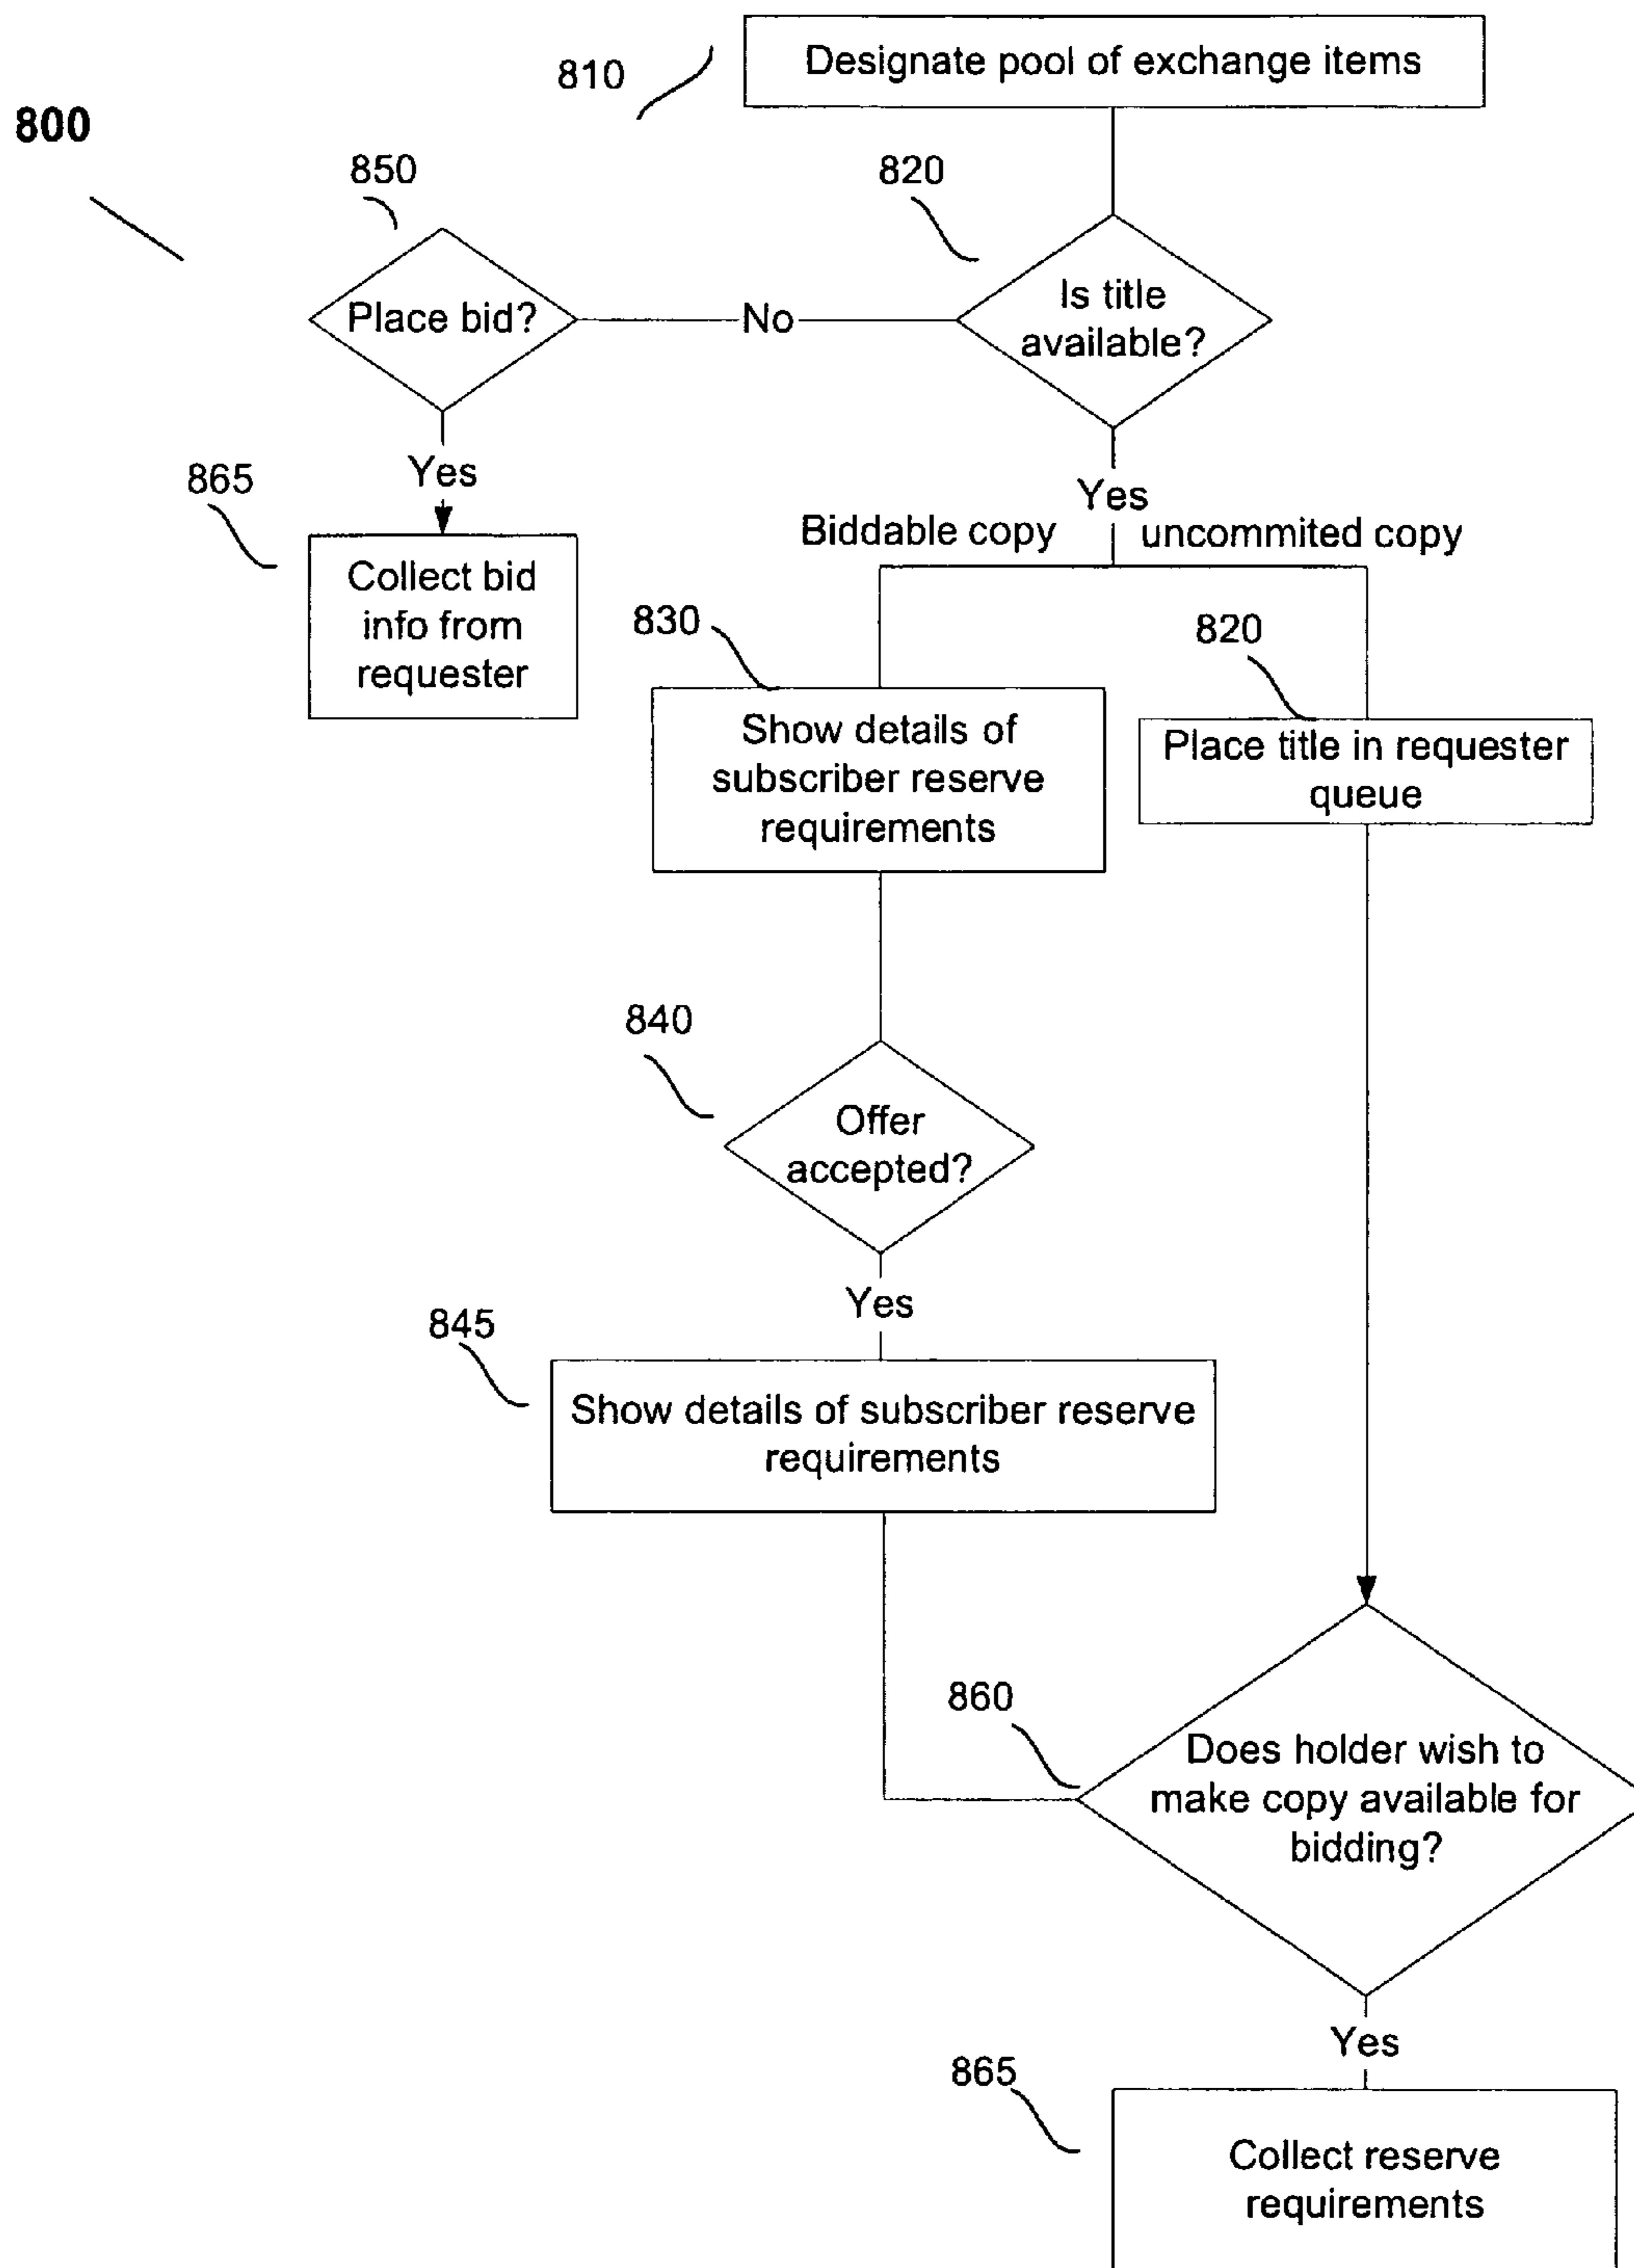 810
Designate pool of exchange items
800
850
820
Place bid?
No
Is title
available?
Yes
865
Yes
Biddable copy
uncommited copy
Collect bid
info from
requester
830
820
Show details of
subscriber reserve
requirements
Place title in requester
queue
840
Offer
accepted?
Yes
845
Show details of subscriber reserve
requirements
860
Does holder wish to
make copy available for
bidding?
Yes
865
Collect reserve
requirements